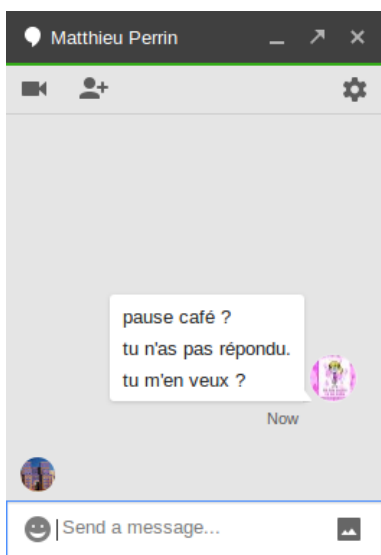 Matthieu Perrin
pause café ?
tu n'as pas répondu.
tu m'en veux ?
Now
Send a message...